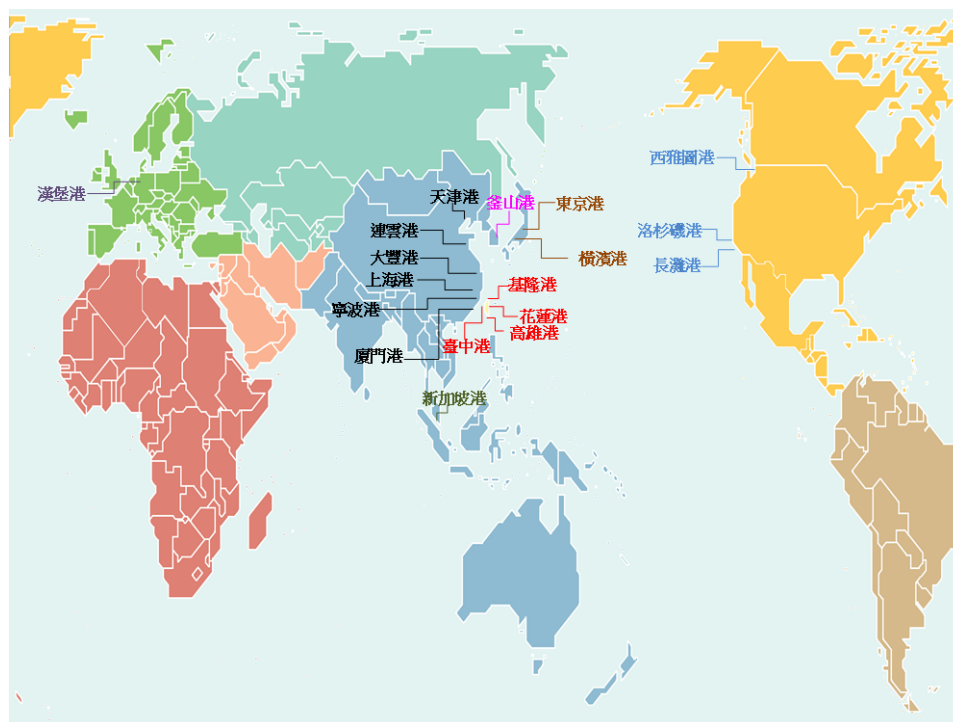 西雅圖港
漢堡港
天津港
釜山港
東京港
連雲港
洛杉磯港
大豐港
橫濱港
長灘港
上海港
基隆港
寧波港
花蓮港
高雄港
臺中港
廈門港
新加坡港